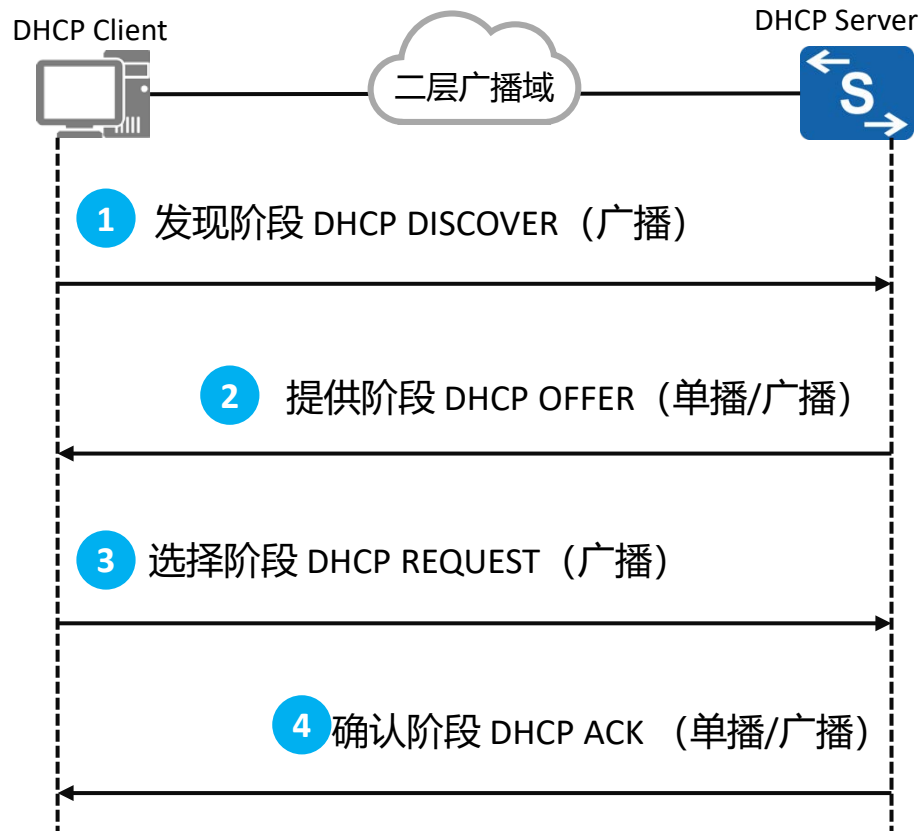 DHCP Client
DHCP Server
二层广播域
S
1 发现阶段 DHCP DISCOVER（广播）
2 提供阶段 DHCP OFFER（单播/广播）
3 选择阶段 DHCP REQUEST（广播）
4 确认阶段 DHCP ACK （单播/广播）